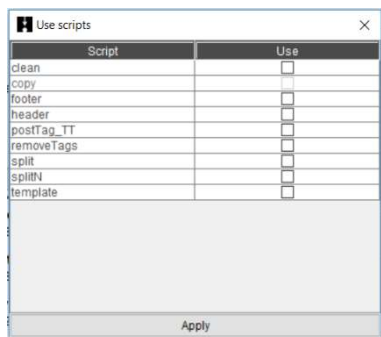 Use scripts
Script Use
clean
copy
footer
header
postTag_TT
removeTags
split
splitN
template
Apply